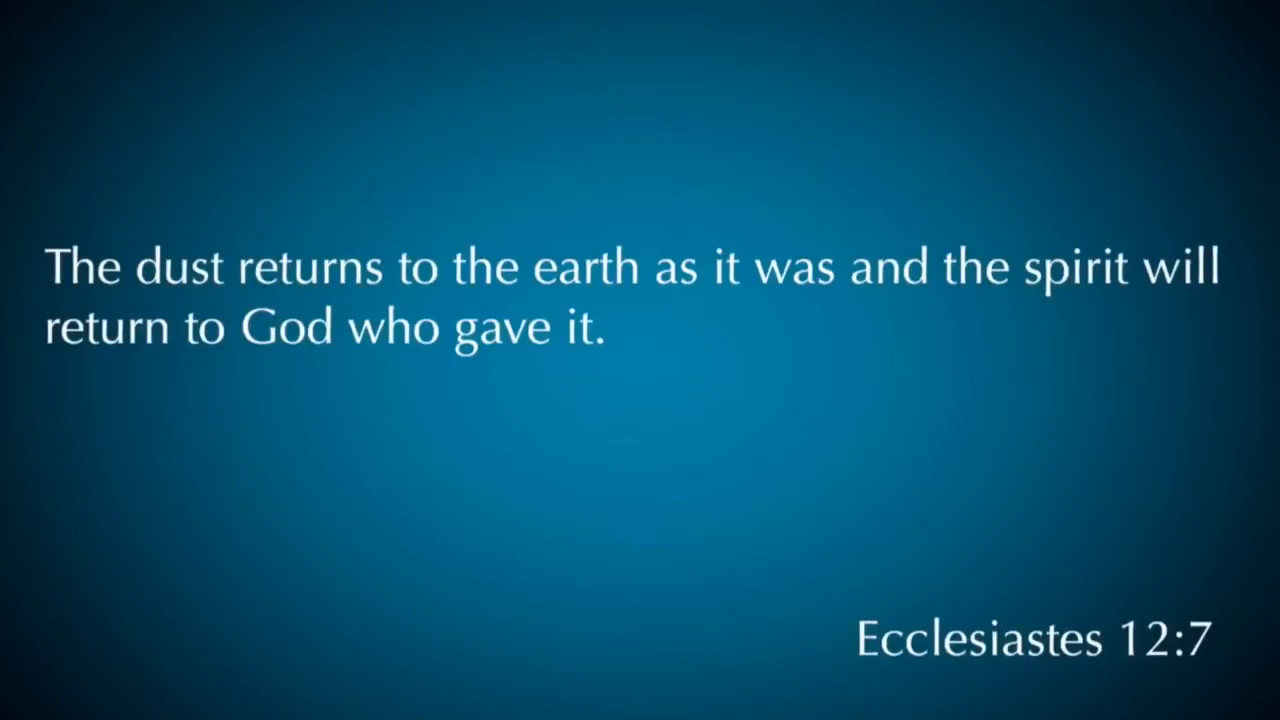 The dust returns to the earth as it was and the spirit will
return to God who gave it.
Ecclesiastes 12:7